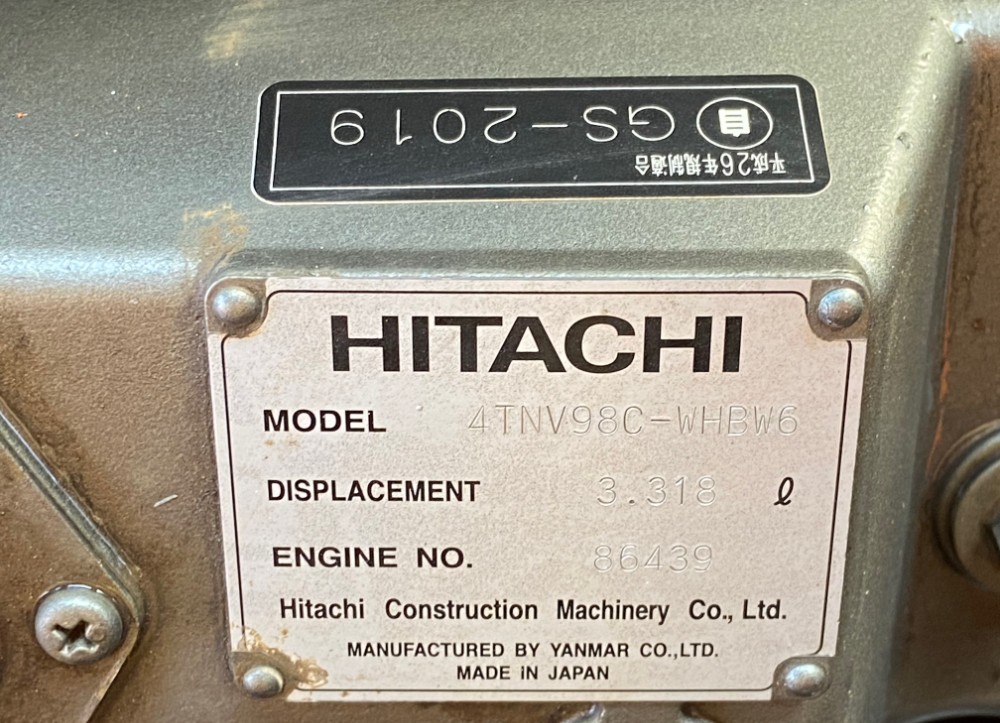 平成26年規制適合
自 GS-2019
HITACHI
MODEL 4TNV98C-WHBW6
DISPLACEMENT 3.318 ℓ
ENGINE NO. 86439
Hitachi Construction Machinery Co., Ltd.
MANUFACTURED BY YANMAR CO.,LTD.
MADE IN JAPAN